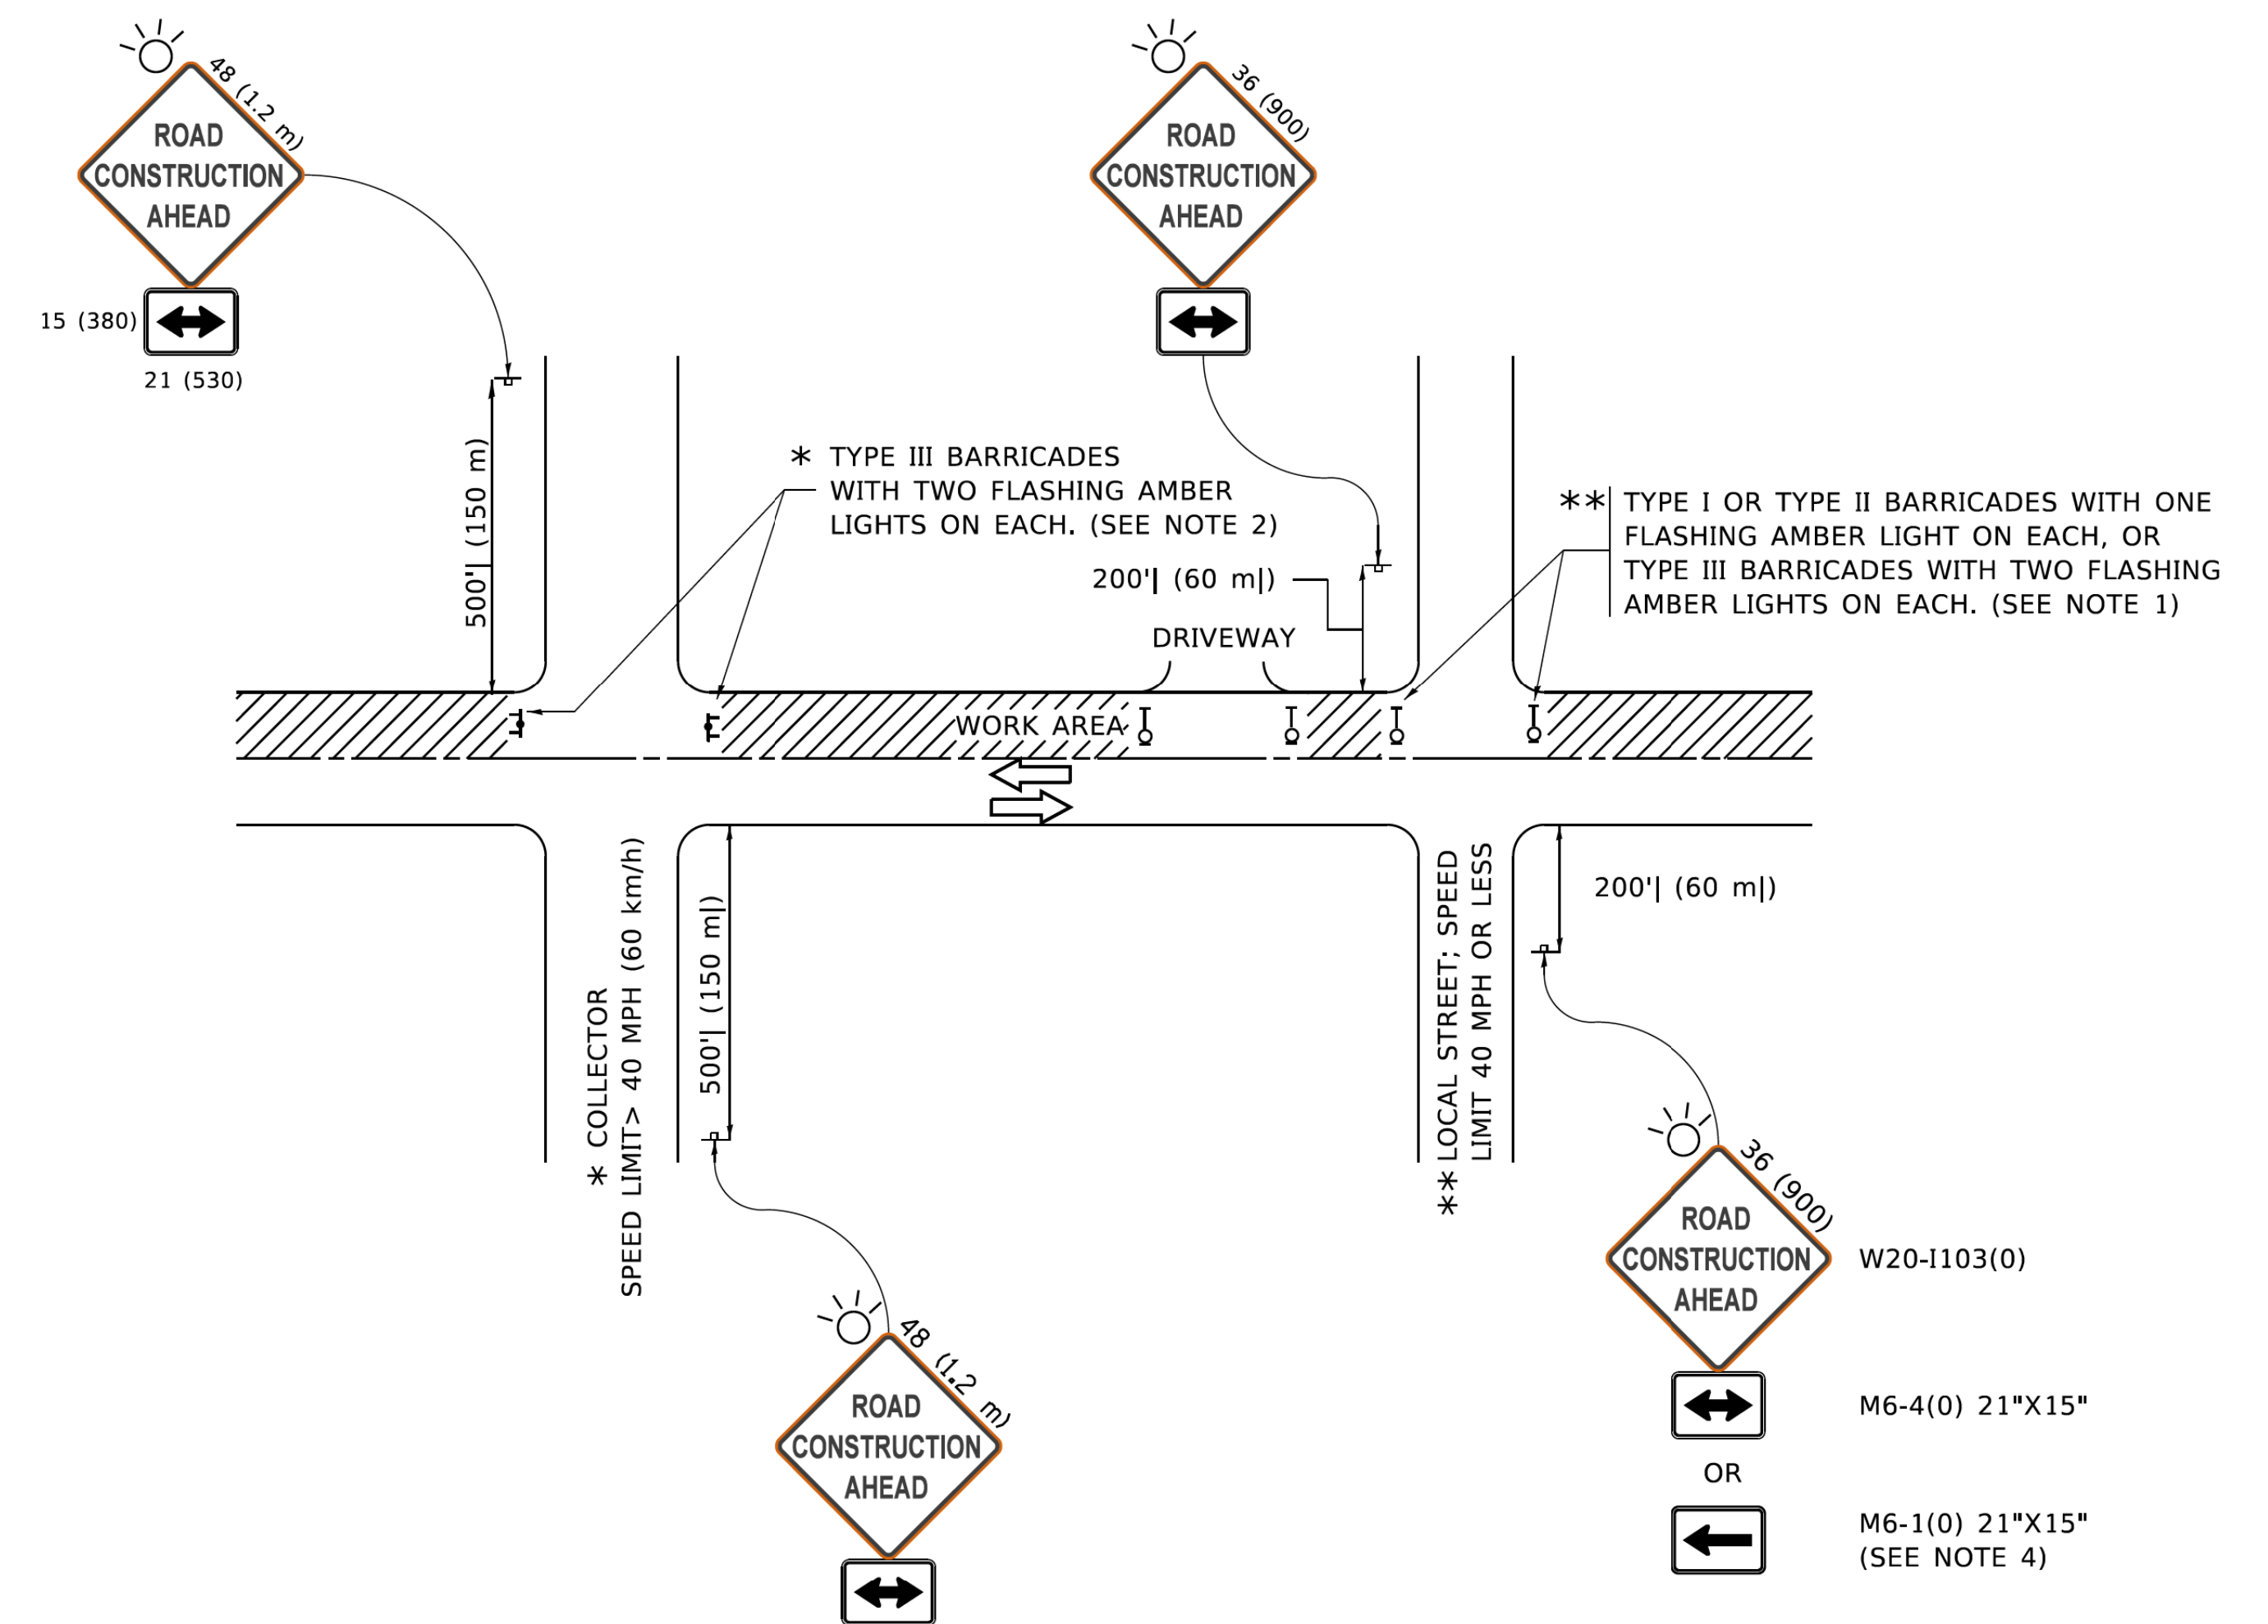 48 (1.2 m)
ROAD
CONSTRUCTION
AHEAD
15 (380)
21 (530)
36 (900)
ROAD
CONSTRUCTION
AHEAD
500'| (150 m)
* TYPE III BARRICADES
WITH TWO FLASHING AMBER
LIGHTS ON EACH. (SEE NOTE 2)
200'| (60 m|)
DRIVEWAY
** TYPE I OR TYPE II BARRICADES WITH ONE
FLASHING AMBER LIGHT ON EACH, OR
TYPE III BARRICADES WITH TWO FLASHING
AMBER LIGHTS ON EACH. (SEE NOTE 1)
WORK AREA
* COLLECTOR
SPEED LIMIT> 40 MPH (60 km/h)
500'| (150 m|)
** LOCAL STREET; SPEED
LIMIT 40 MPH OR LESS
200'| (60 m|)
48 (1.2 m)
ROAD
CONSTRUCTION
AHEAD
36 (900)
ROAD
CONSTRUCTION
AHEAD
W20-I103(0)
M6-4(0) 21"X15"
OR
M6-1(0) 21"X15"
(SEE NOTE 4)